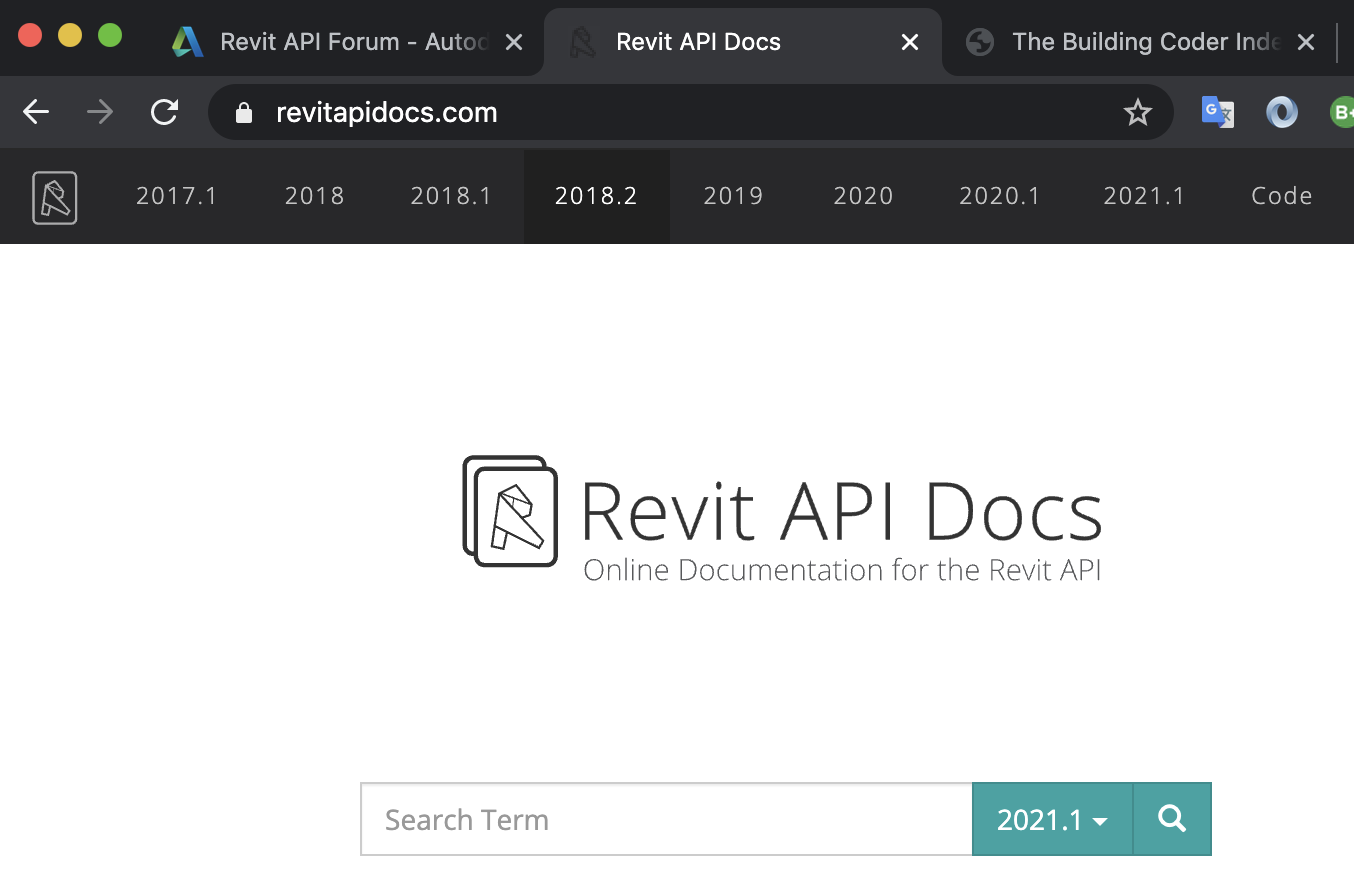 Revit API Forum - Autod
Revit API Docs
The Building Coder Inde
revitapidocs.com
G
B+
2017.1 2018 2018.1 2018.2 2019 2020 2020.1 2021.1 Code
Revit API Docs
Online Documentation for the Revit API
Search Term 2021.1